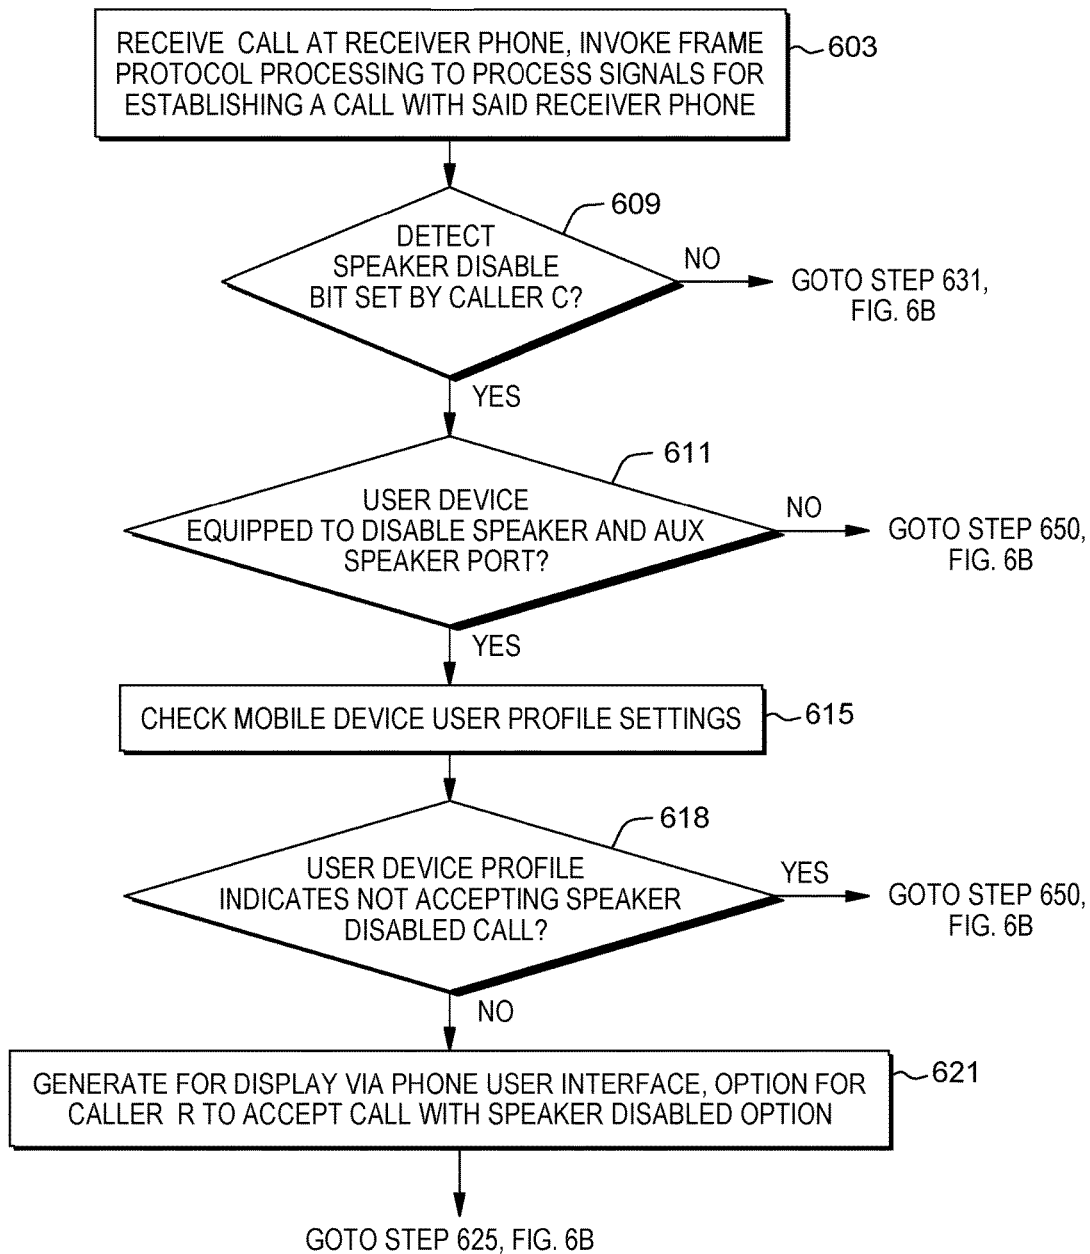 RECEIVE CALL AT RECEIVER PHONE, INVOKE FRAME
PROTOCOL PROCESSING TO PROCESS SIGNALS FOR
ESTABLISHING A CALL WITH SAID RECEIVER PHONE
603
609
DETECT
SPEAKER DISABLE
BIT SET BY CALLER C?
NO
GOTO STEP 631,
FIG. 6B
YES
611
USER DEVICE
EQUIPPED TO DISABLE SPEAKER AND AUX
SPEAKER PORT?
NO
GOTO STEP 650,
FIG. 6B
YES
CHECK MOBILE DEVICE USER PROFILE SETTINGS
615
618
USER DEVICE PROFILE
INDICATES NOT ACCEPTING SPEAKER
DISABLED CALL?
YES
GOTO STEP 650,
FIG. 6B
NO
GENERATE FOR DISPLAY VIA PHONE USER INTERFACE, OPTION FOR
CALLER R TO ACCEPT CALL WITH SPEAKER DISABLED OPTION
621
GOTO STEP 625, FIG. 6B